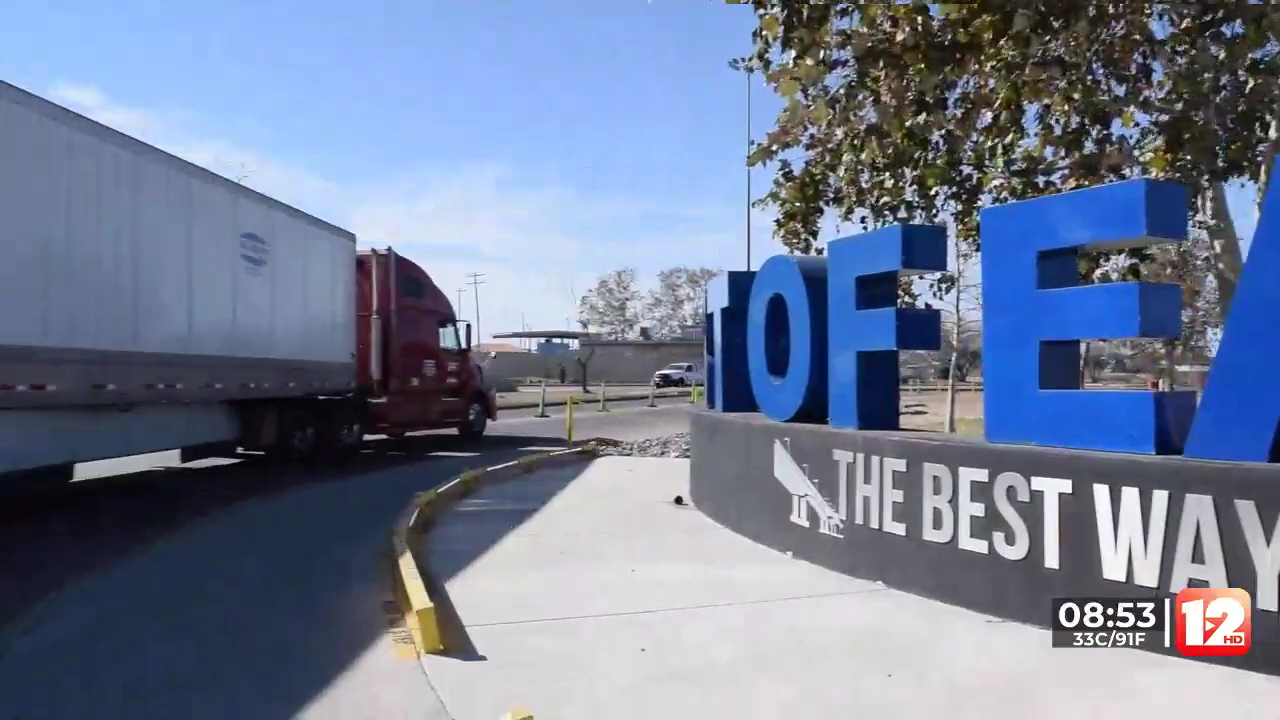 T OF EA
THE BEST WAY
08:53
33C/91F
12
HD